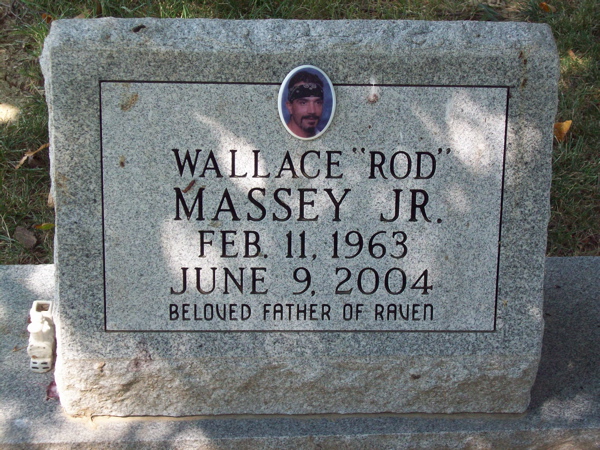 WALLACE "ROD"
MASSEY JR.
FEB. 11, 1963
JUNE 9, 2004
BELOVED FATHER OF RAVEN